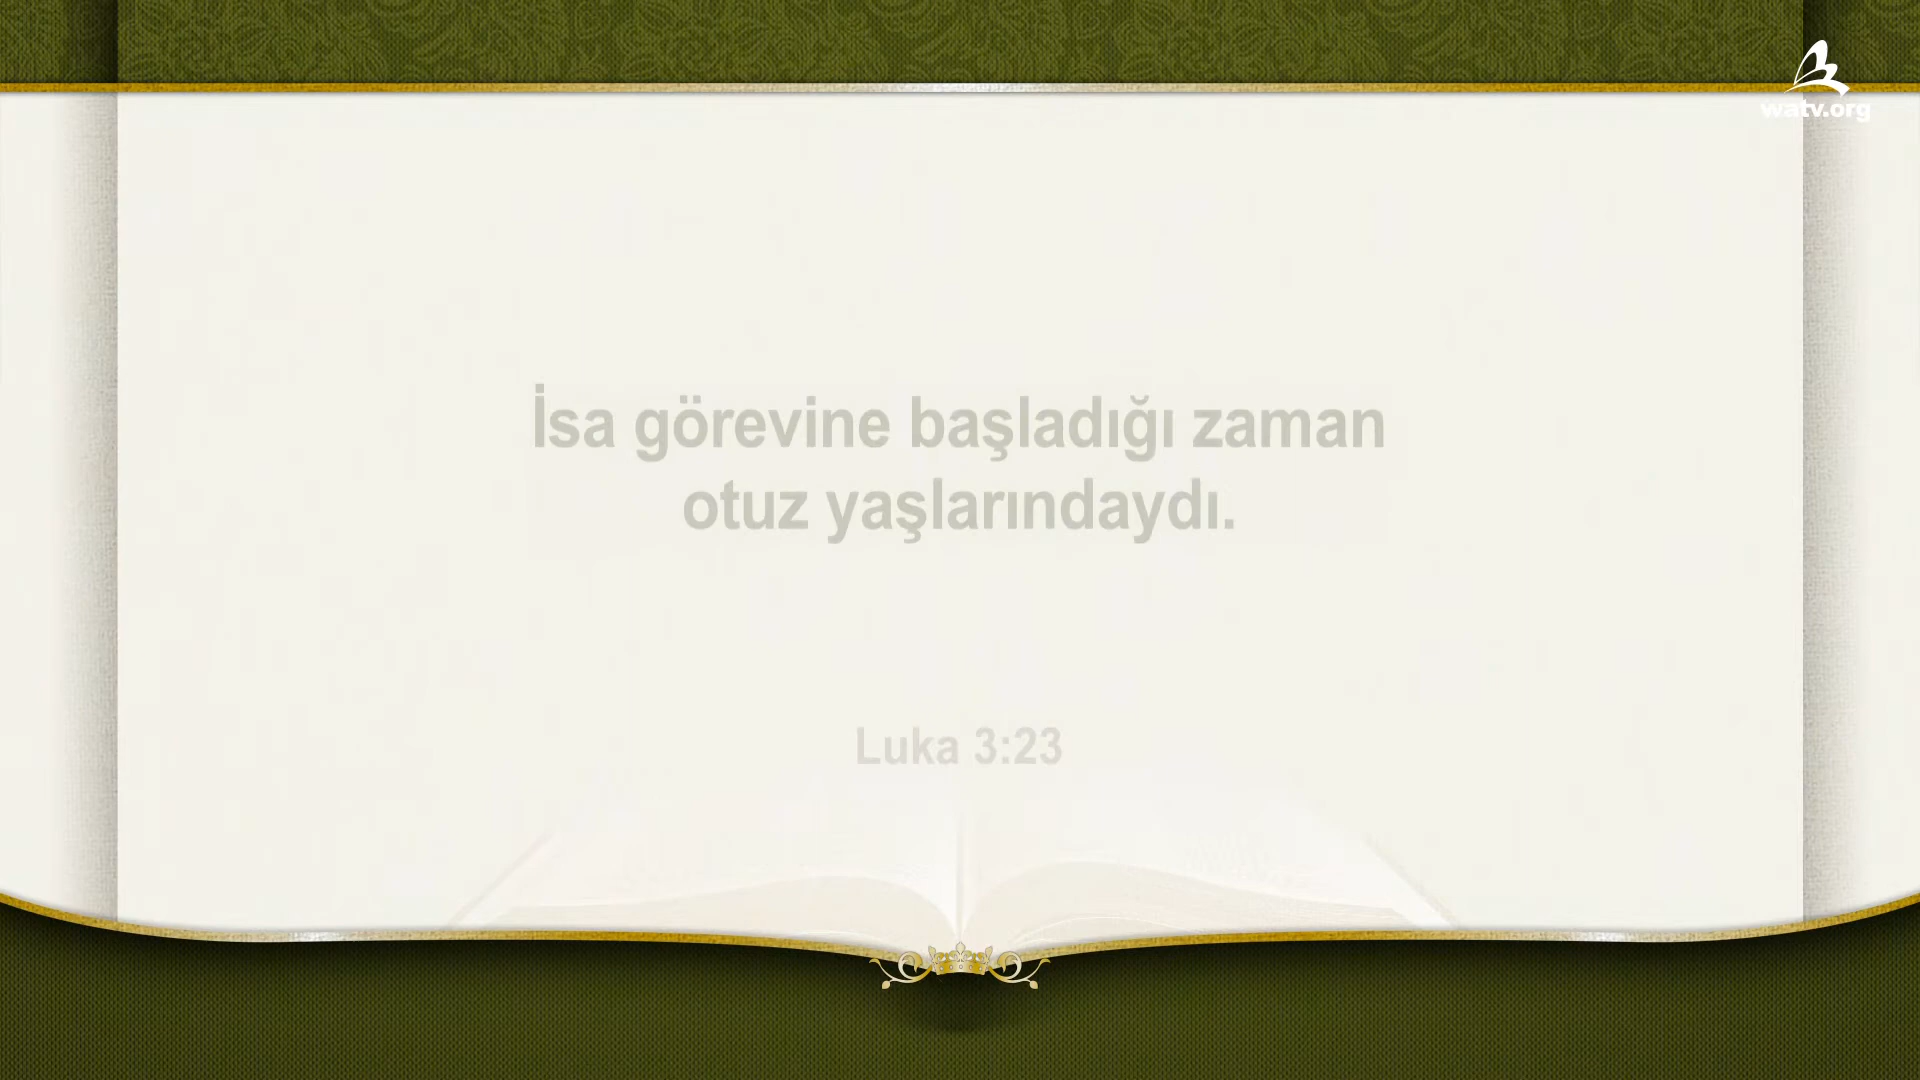 watv.org
İsa görevine başladığı zaman
otuz yaşlarındaydı.
Luka 3:23